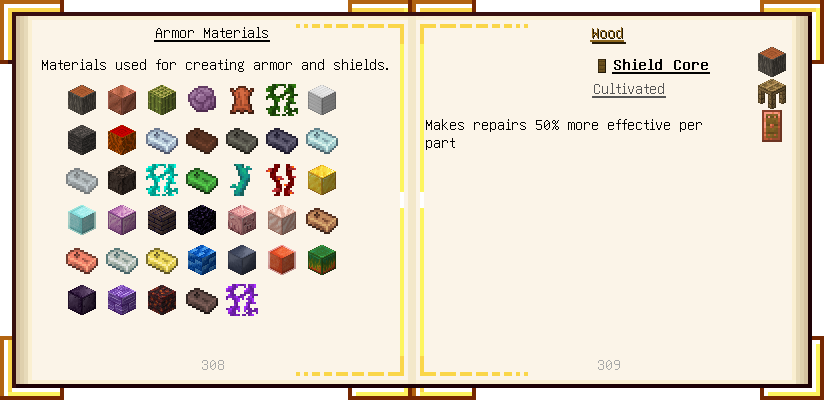 Armor Materials
Materials used for creating armor and shields.
308
Wood
Shield Core
Cultivated
Makes repairs 50% more effective per
part
309